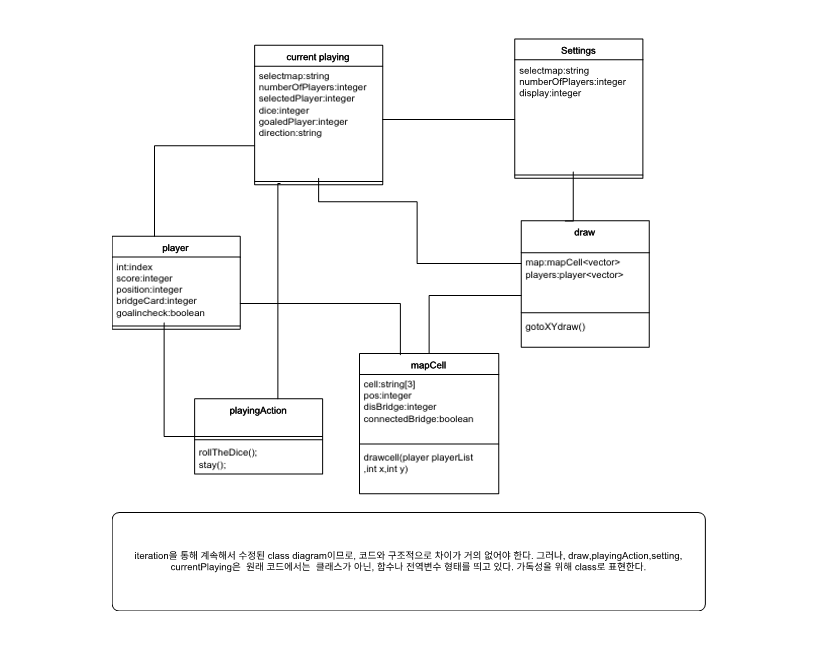 current playing
selectmap:string
numberOfPlayers:integer
selectedPlayer:integer
dice:integer
goaledPlayer:integer
direction:string
Settings
selectmap:string
numberOfPlayers:integer
display:integer
player
int:index
score:integer
position:integer
bridgeCard:integer
goalincheck:boolean
draw
map:mapCell<vector>
players:player<vector>
gotoXYdraw()
mapCell
cell:string[3]
pos:integer
disBridge:integer
connectedBridge:boolean
drawcell(player playerList
,int x,int y)
playingAction
rollTheDice();
stay();
iteration을 통해 계속해서 수정된 class diagram이므로, 코드와 구조적으로 차이가 거의 없어야 한다. 그러나, draw,playingAction,setting,
currentPlaying은 원래 코드에서는 클래스가 아닌, 함수나 전역변수 형태를 띄고 있다. 가독성을 위해 class로 표현한다.